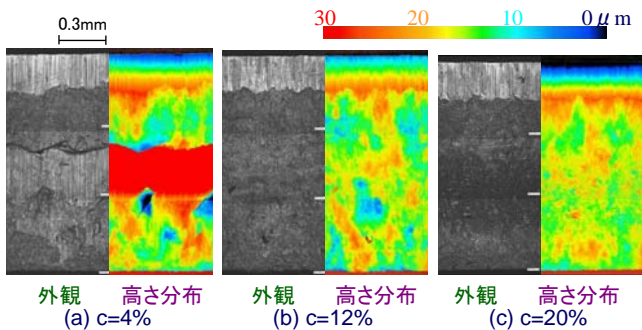 0.3mm
30 20 10 0μm
外観 高さ分布 外観 高さ分布 外観 高さ分布
(a) c=4% (b) c=12% (c) c=20%